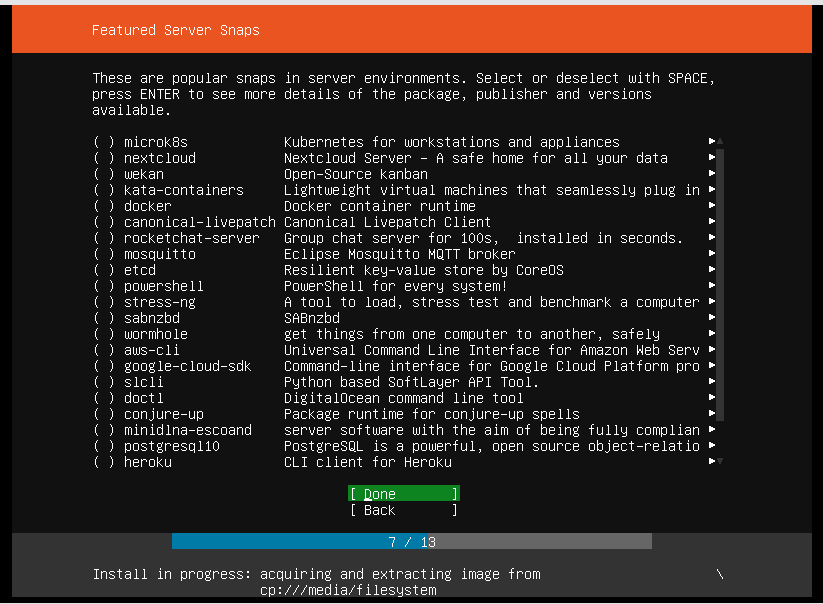 Featured Server Snaps
These are popular snaps in server environments. Select or deselect with SPACE,
press ENTER to see more details of the package, publisher and versions
available.
( ) microk8s Kubernetes for workstations and appliances ►
( ) nextcloud Nextcloud Server - A safe home for all your data ►
( ) wekan Open-Source kanban ►
( ) kata-containers Lightweight virtual machines that seamlessly plug in ►
( ) docker Docker container runtime ►
( ) canonical-livepatch Canonical Livepatch Client ►
( ) rocketchat-server Group chat server for 100s,  installed in seconds. ►
( ) mosquitto Eclipse Mosquitto MQTT broker ►
( ) etcd Resilient key-value store by CoreOS ►
( ) powershell PowerShell for every system! ►
( ) stress-ng A tool to load, stress test and benchmark a computer ►
( ) sabnzbd SABnzbd ►
( ) wormhole get things from one computer to another, safely ►
( ) aws-cli Universal Command Line Interface for Amazon Web Serv ►
( ) google-cloud-sdk Command-line interface for Google Cloud Platform pro ►
( ) slcli Python based SoftLayer API Tool. ►
( ) doctl DigitalOcean command line tool ►
( ) conjure-up Package runtime for conjure-up spells ►
( ) minidlna-escoand server software with the aim of being fully complian ►
( ) postgresql10 PostgreSQL is a powerful, open source object-relatio ►
( ) heroku CLI client for Heroku ►
[ Done ]
[ Back ]
7 / 13
Install in progress: acquiring and extracting image from \
cp:///media/filesystem